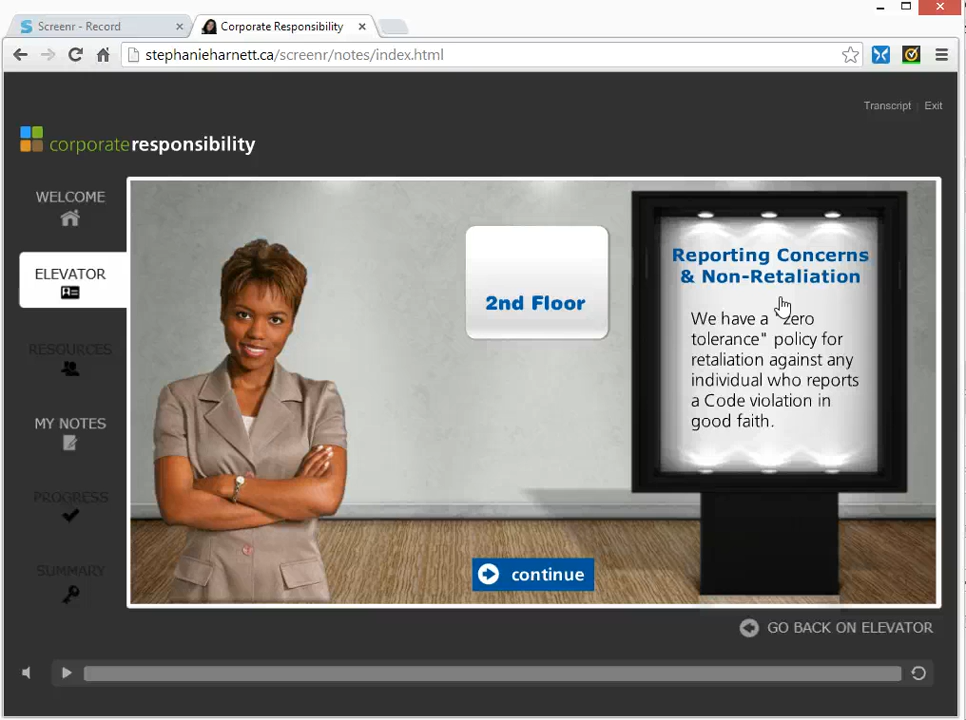 Screenr - Record
Corporate Responsibility
stephanieharnett.ca/screenr/notes/index.html
Transcript | Exit
corporateresponsibility
WELCOME
ELEVATOR
RESOURCES
MY NOTES
PROGRESS
SUMMARY
2nd Floor
Reporting Concerns
& Non-Retaliation
We have a "zero
tolerance" policy for
retaliation against any
individual who reports
a Code violation in
good faith.
continue
GO BACK ON ELEVATOR